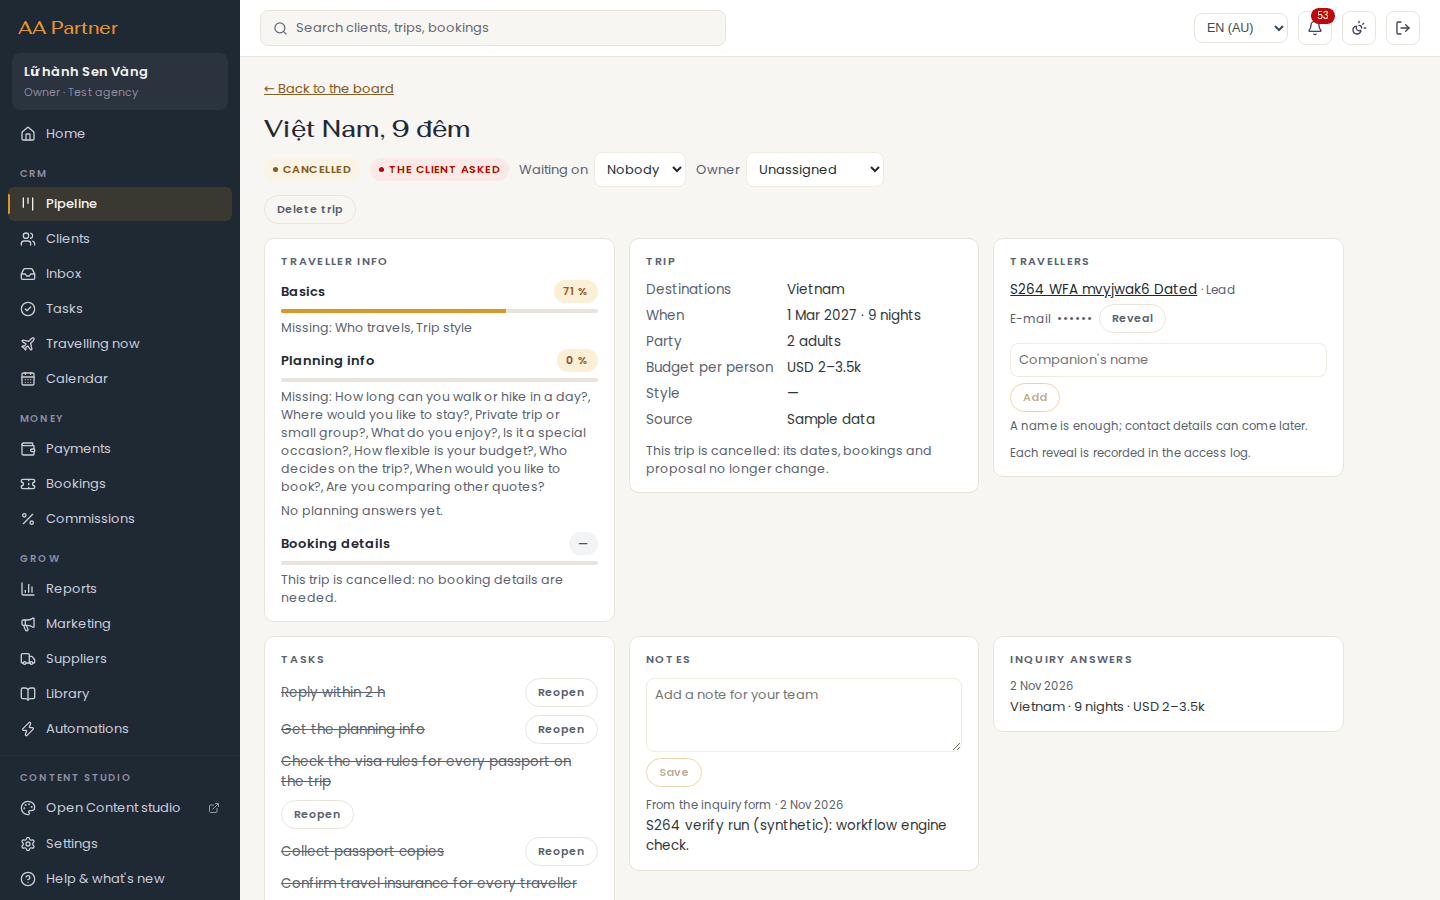 AA Partner
Lữ hành Sen Vàng
Owner · Test agency
Home
CRM
Pipeline
Clients
Inbox
Tasks
Travelling now
Calendar
MONEY
Payments
Bookings
Commissions
GROW
Reports
Marketing
Suppliers
Library
Automations
CONTENT STUDIO
Open Content studio
Settings
Help & what's new
Search clients, trips, bookings
EN (AU)
53
← Back to the board
Việt Nam, 9 đêm
CANCELLED
THE CLIENT ASKED
Waiting on
Nobody
Owner
Unassigned
Delete trip
TRAVELLER INFO
Basics
71 %
Missing: Who travels, Trip style
Planning info
0 %
Missing: How long can you walk or hike in a day?,
Where would you like to stay?, Private trip or
small group?, What do you enjoy?, Is it a special
occasion?, How flexible is your budget?, Who
decides on the trip?, When would you like to
book?, Are you comparing other quotes?
No planning answers yet.
Booking details
–
This trip is cancelled: no booking details are
needed.
TRIP
Destinations Vietnam
When 1 Mar 2027 · 9 nights
Party 2 adults
Budget per person USD 2–3.5k
Style —
Source Sample data
This trip is cancelled: its dates, bookings and
proposal no longer change.
TRAVELLERS
S264 WFA mvyjwak6 Dated · Lead
E-mail •••••• Reveal
Companion's name
Add
A name is enough; contact details can come later.
Each reveal is recorded in the access log.
TASKS
Reply within 2 h
Reopen
Get the planning info
Reopen
Check the visa rules for every passport on
the trip
Reopen
Collect passport copies
Reopen
Confirm travel insurance for every traveller
NOTES
Add a note for your team
Save
From the inquiry form · 2 Nov 2026
S264 verify run (synthetic): workflow engine
check.
INQUIRY ANSWERS
2 Nov 2026
Vietnam · 9 nights · USD 2–3.5k